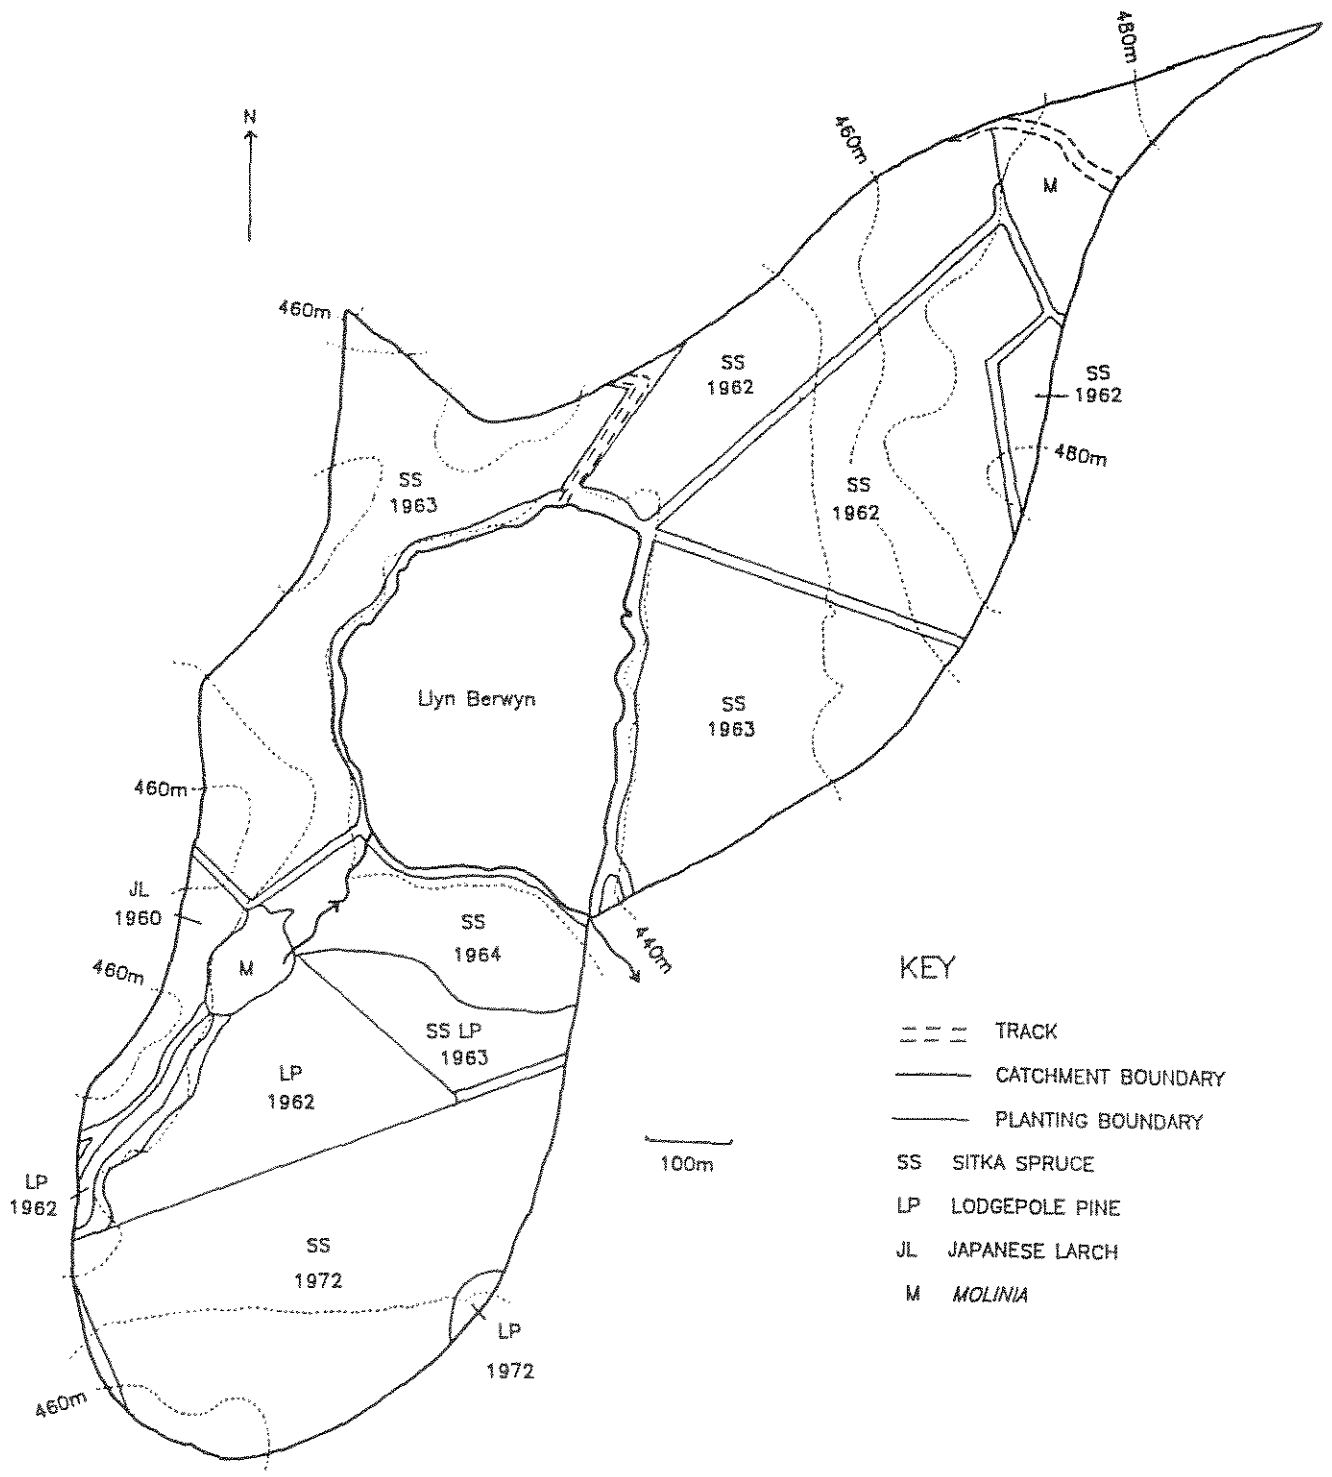 480m
N
460m
M
460m
SS
1962
SS
1962
480m
SS
1963
SS
1962
Llyn Berwyn
SS
1963
460m
JL
1960
SS
1964
440m
460m
M
SS LP
1963
LP
1962
100m
LP
1962
SS
1972
LP
1972
460m
KEY
TRACK
CATCHMENT BOUNDARY
PLANTING BOUNDARY
SS SITKA SPRUCE
LP LODGEPOLE PINE
JL JAPANESE LARCH
M MOLINIA